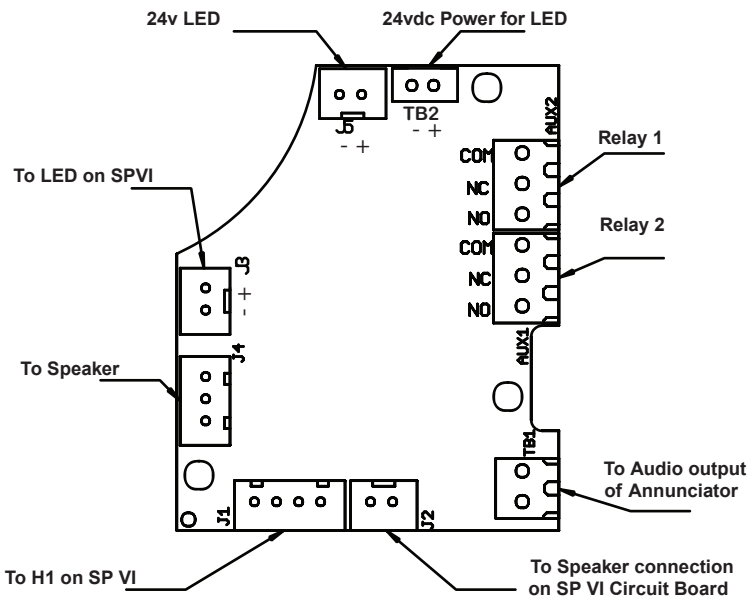 24v LED
24vdc Power for LED
J5
- +
TB2
- +
AUX2
COM
NC
NO
Relay 1
To LED on SPVI
COM
NC
NO
Relay 2
J3
- +
AUX1
To Speaker
J4
TB1
To Audio output
of Annunciator
J1
J2
To H1 on SP VI
To Speaker connection
on SP VI Circuit Board